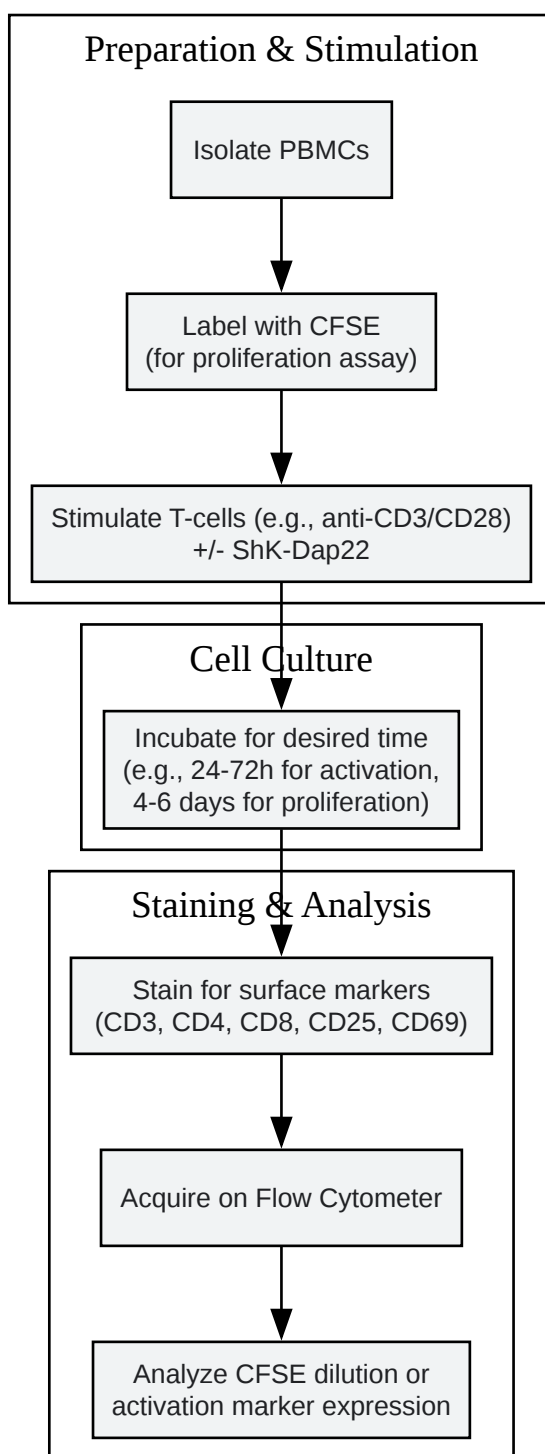 Preparation & Stimulation
Isolate PBMCs
Label with CFSE
(for proliferation assay)
Stimulate T-cells (e.g., anti-CD3/CD28)
+/- ShK-Dap22
Cell Culture
Incubate for desired time
(e.g., 24-72h for activation,
4-6 days for proliferation)
Staining & Analysis
Stain for surface markers
(CD3, CD4, CD8, CD25, CD69)
Acquire on Flow Cytometer
Analyze CFSE dilution or
activation marker expression